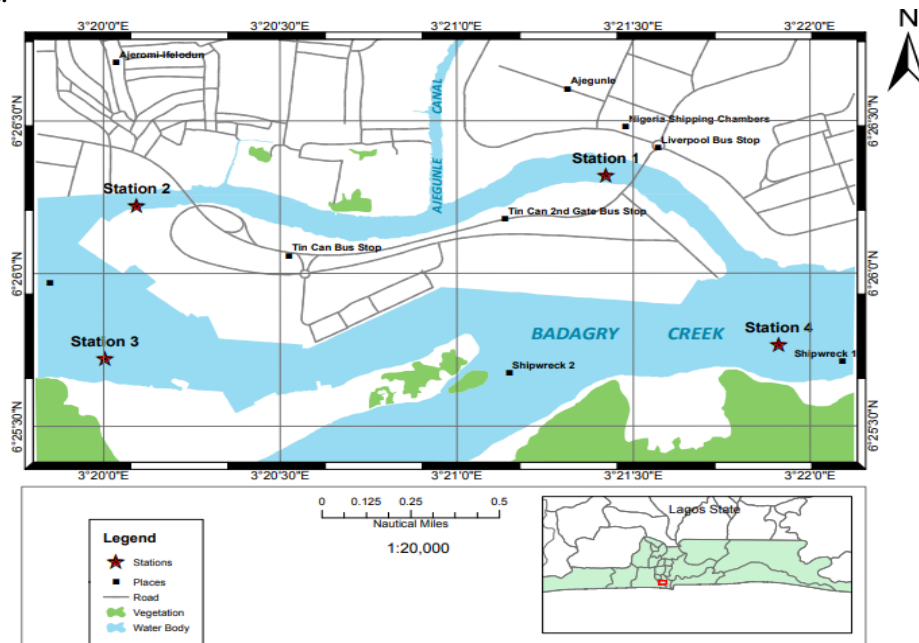 3°20'0"E 3°20'30"E 3°21'0"E 3°21'30"E 3°22'0"E
N
Ajeromi-Ifelodun
Ajegunle
AJEGUNLE CANAL
6°26'30"N
6°26'30"N
Nigeria Shipping Chambers
Liverpool Bus Stop
Station 1
Station 2
Tin Can 2nd Gate Bus Stop
Tin Can Bus Stop
6°26'0"N
6°26'0"N
BADAGRY CREEK
Station 3
Station 4
Shipwreck 1
Shipwreck 2
6°25'30"N
6°25'30"N
3°20'0"E 3°20'30"E 3°21'0"E 3°21'30"E 3°22'0"E
0 0.125 0.25 0.5
Nautical Miles
1:20,000
Lagos State
Legend
Stations
Places
Road
Vegetation
Water Body